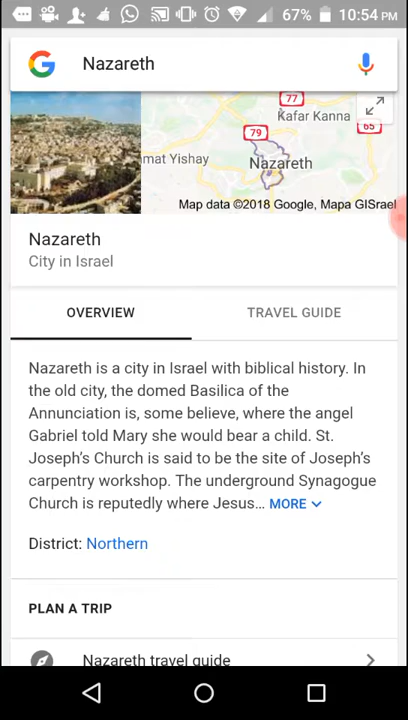 67% 10:54 PM
Nazareth
77
Kafar Kanna
79
65
mat Yishay
Nazareth
Map data ©2018 Google, Mapa GISrael
Nazareth
City in Israel
OVERVIEW
TRAVEL GUIDE
Nazareth is a city in Israel with biblical history. In
the old city, the domed Basilica of the
Annunciation is, some believe, where the angel
Gabriel told Mary she would bear a child. St.
Joseph’s Church is said to be the site of Joseph’s
carpentry workshop. The underground Synagogue
Church is reputedly where Jesus... MORE
District: Northern
PLAN A TRIP
Nazareth travel guide